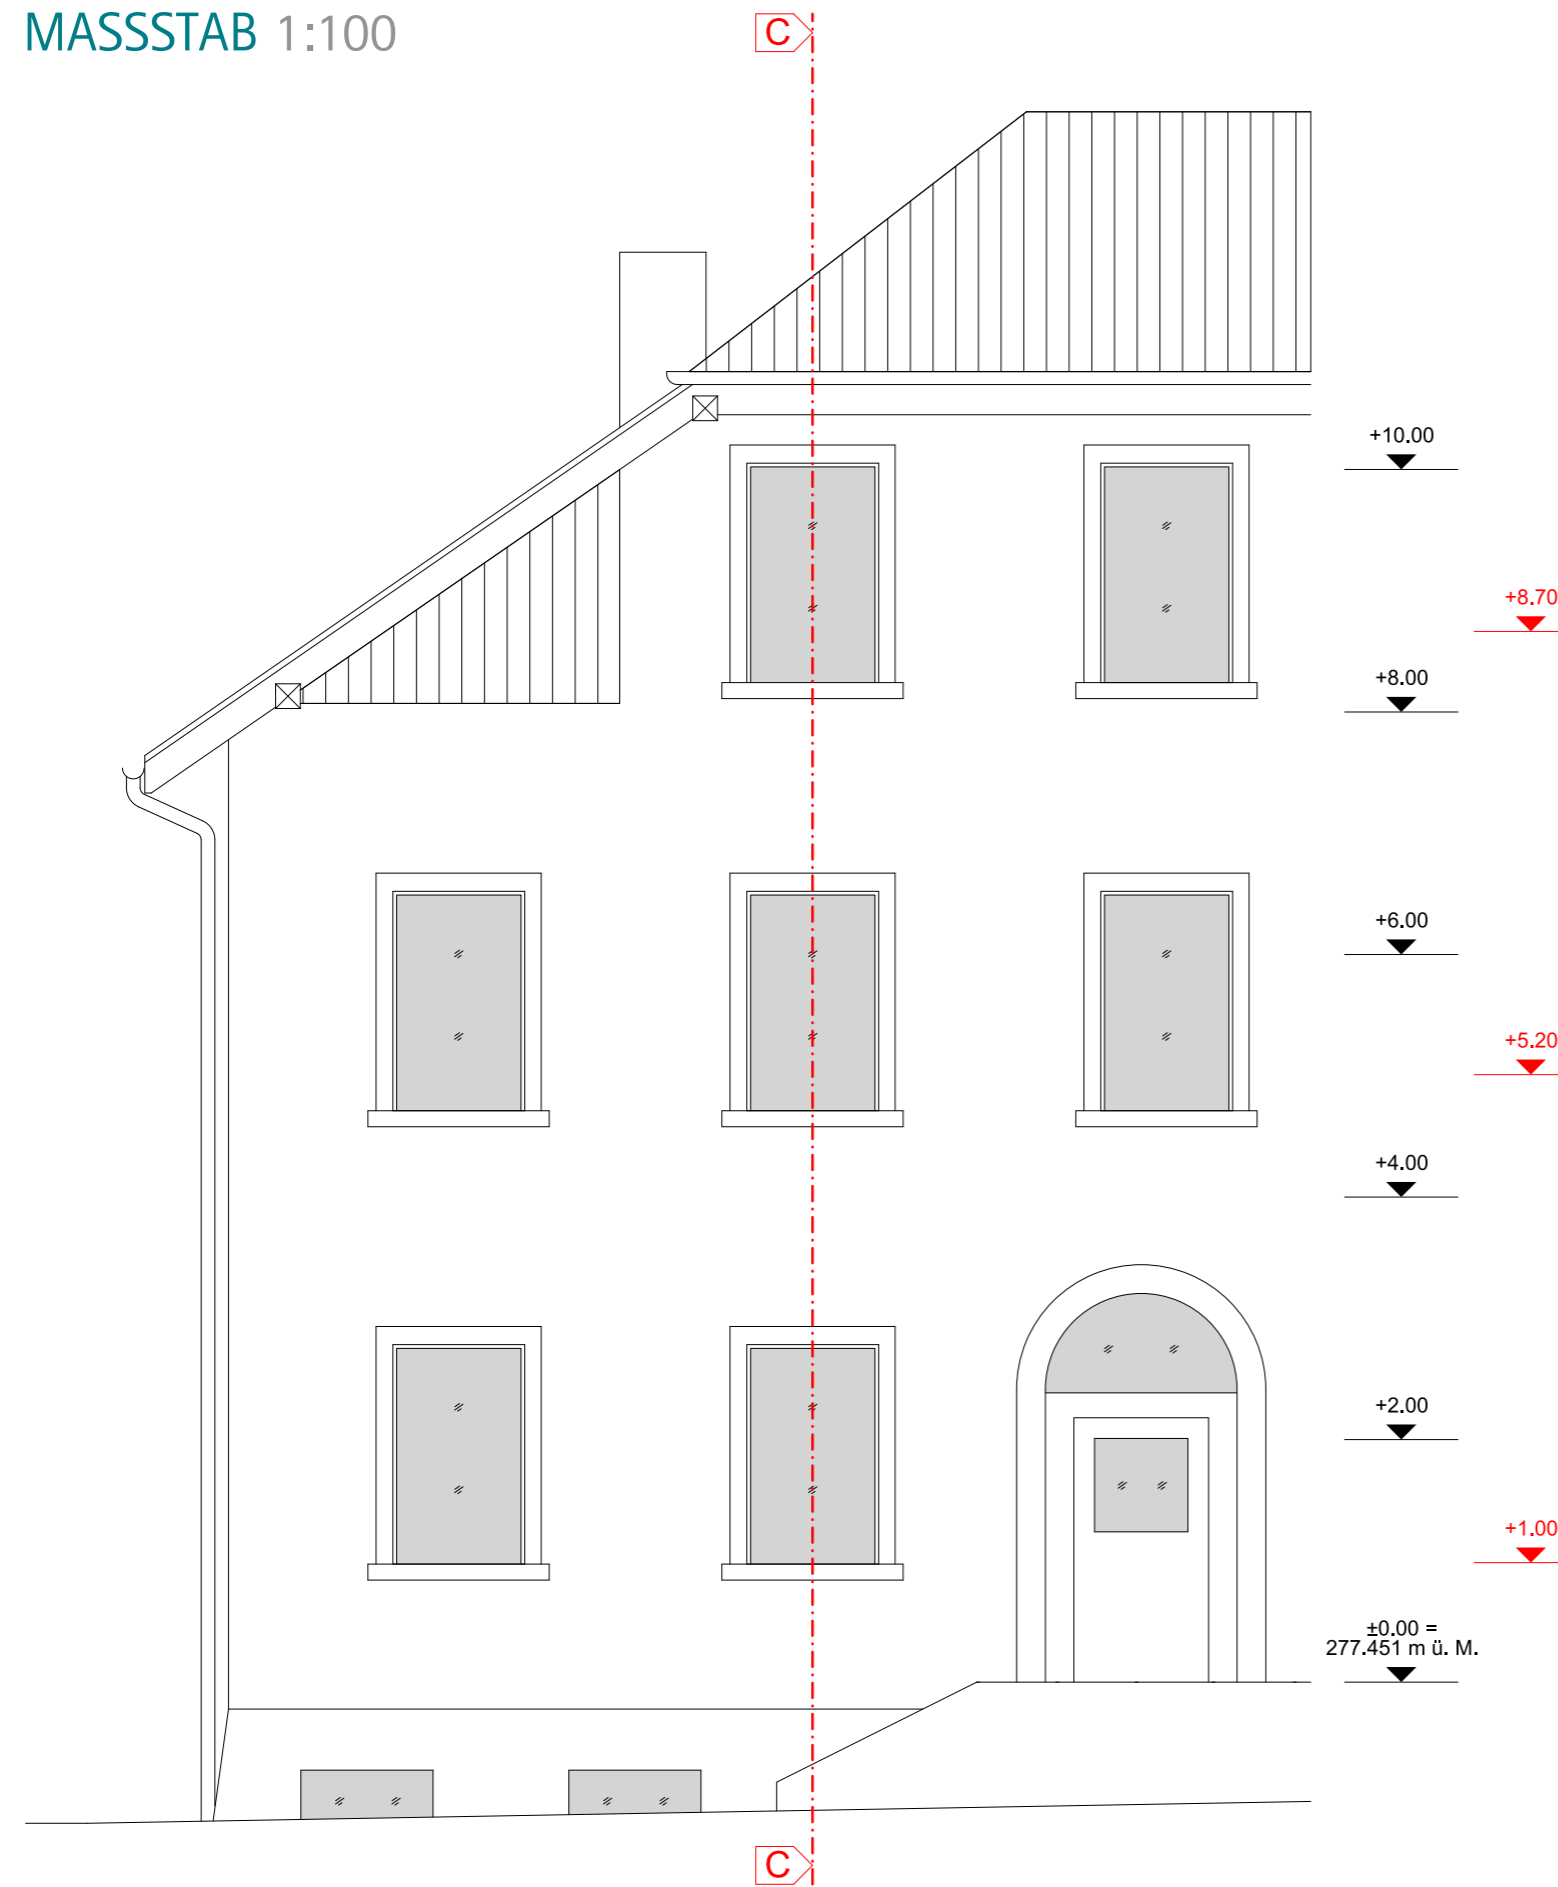 MASSSTAB 1:100
C
+10.00
+8.70
+8.00
+6.00
+5.20
+4.00
+2.00
+1.00
±0.00 =
277.451 m ü. M.
C